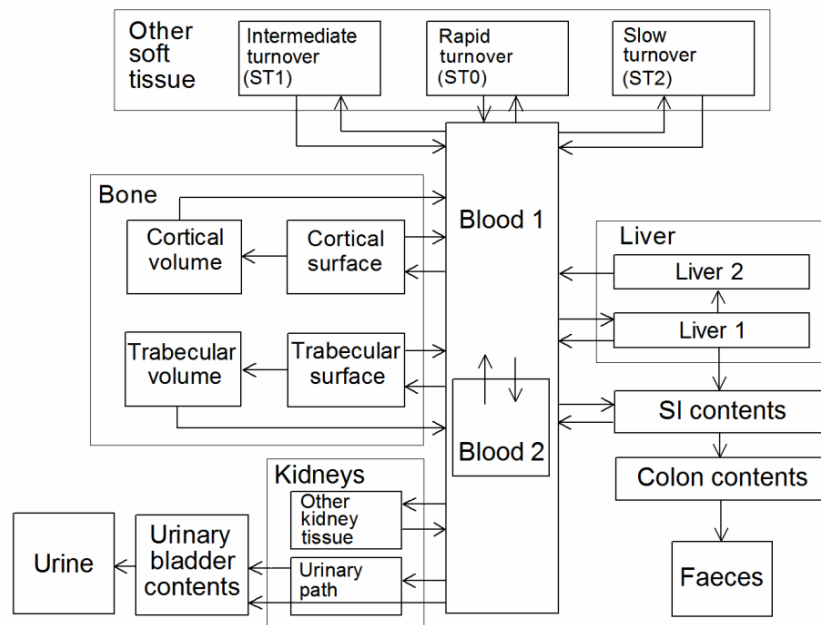 Other
soft
tissue
Intermediate
turnover
(ST1)
Rapid
turnover
(ST0)
Slow
turnover
(ST2)
Bone
Cortical
volume
Cortical
surface
Trabecular
volume
Trabecular
surface
Blood 1
Blood 2
Liver
Liver 2
Liver 1
SI contents
Colon contents
Faeces
Kidneys
Other
kidney
tissue
Urinary
path
Urinary
bladder
contents
Urine